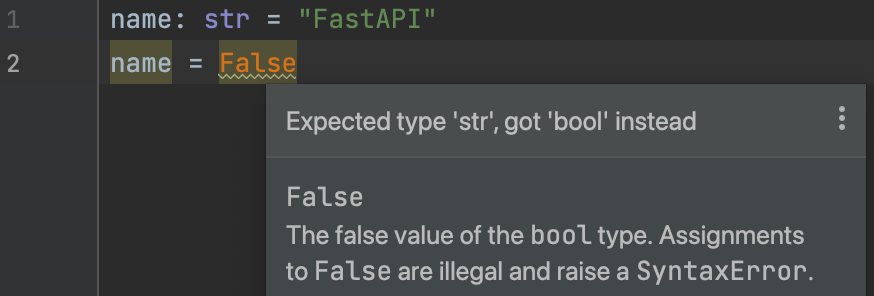 1 name: str = "FastAPI"
2 name = False
Expected type 'str', got 'bool' instead
False
The false value of the bool type. Assignments
to False are illegal and raise a SyntaxError.